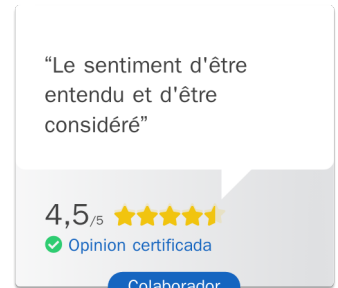 “Le sentiment d'être
entendu et d'être
considéré”
4,5/5
Opinion certificada
Colaborador